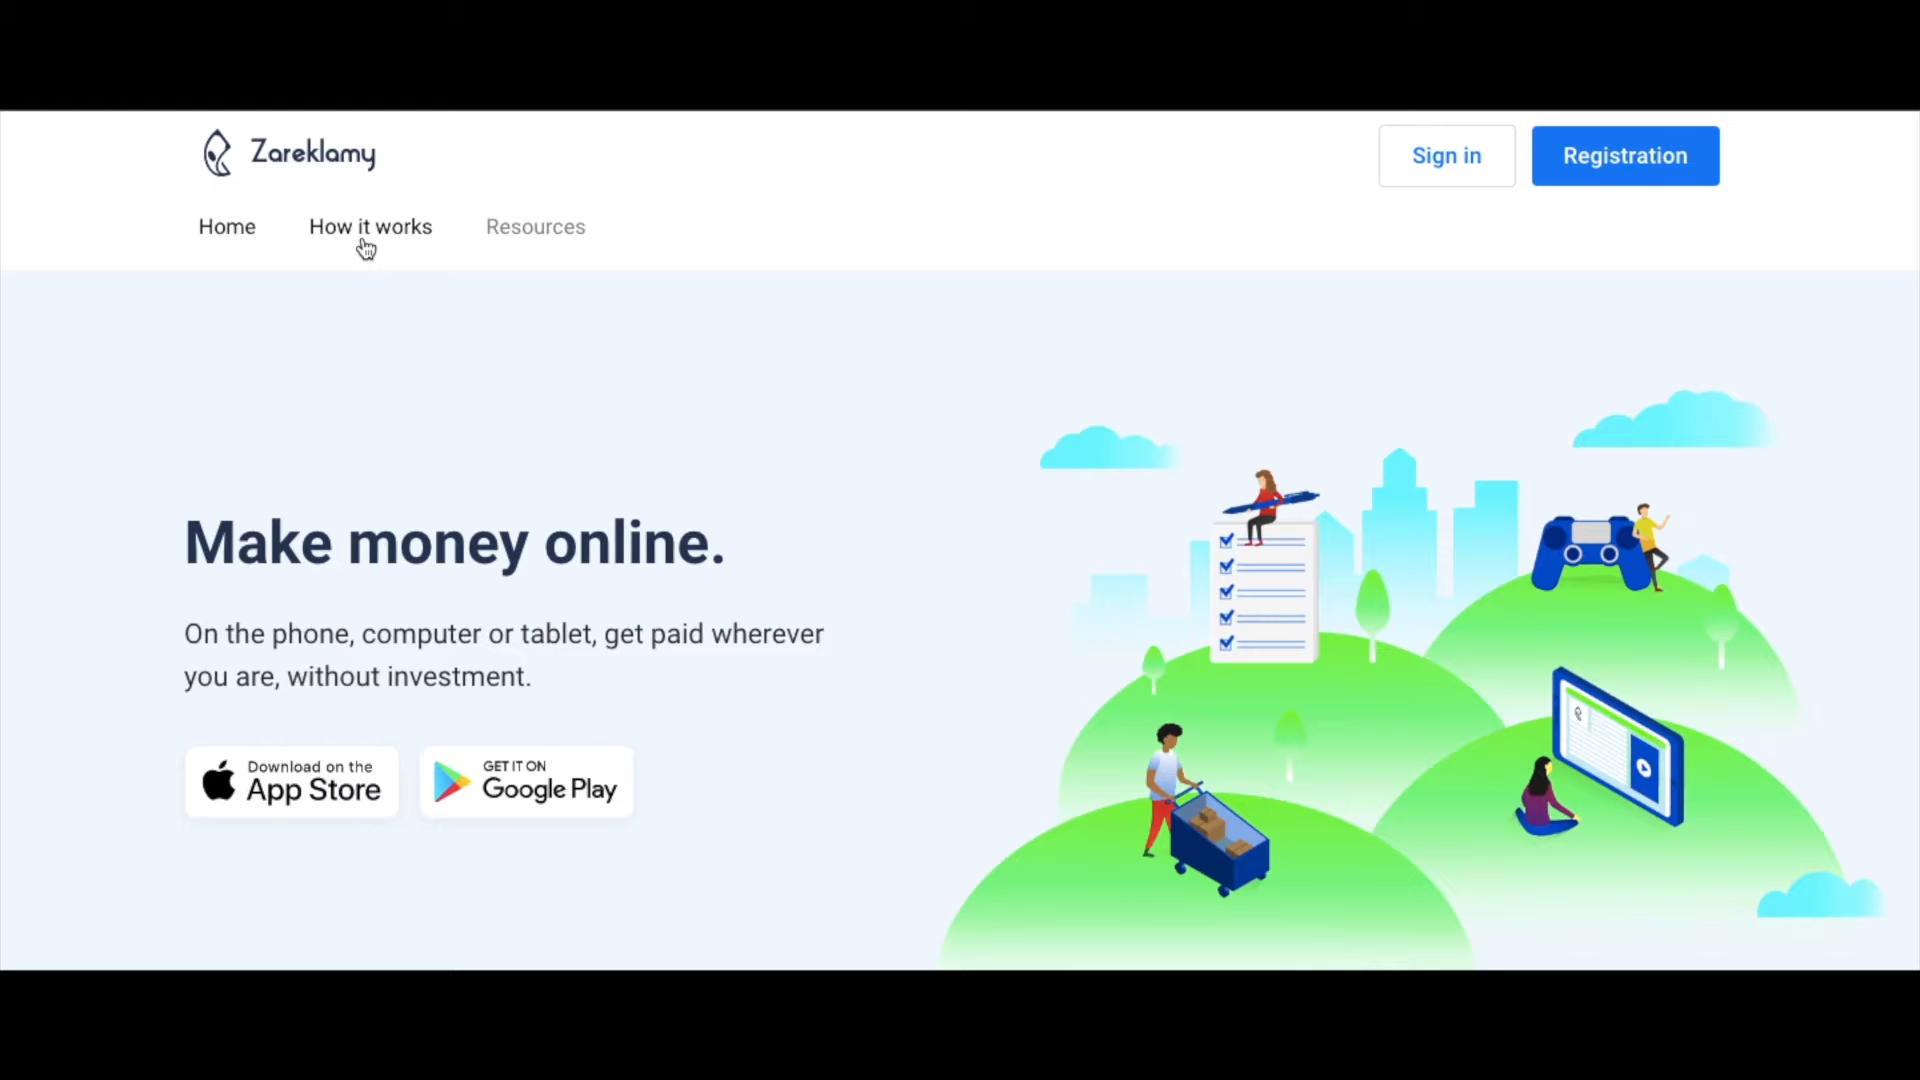 Zareklamy
Sign in
Registration
Home
How it works
Resources
Make money online.
On the phone, computer or tablet, get paid wherever
you are, without investment.
Download on the
App Store
GET IT ON
Google Play